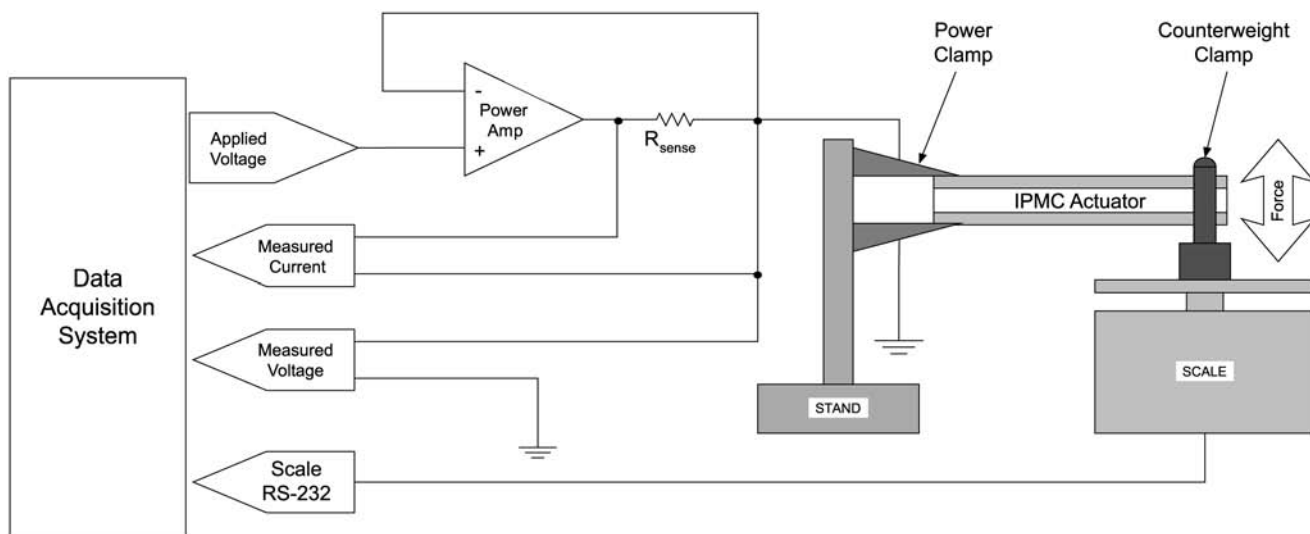 Power
Clamp
Counterweight
Clamp
-
Power
Amp
+
Applied
Voltage
R sense
IPMC Actuator
Force
Measured
Current
Data
Acquisition
System
Measured
Voltage
SCALE
STAND
Scale
RS-232